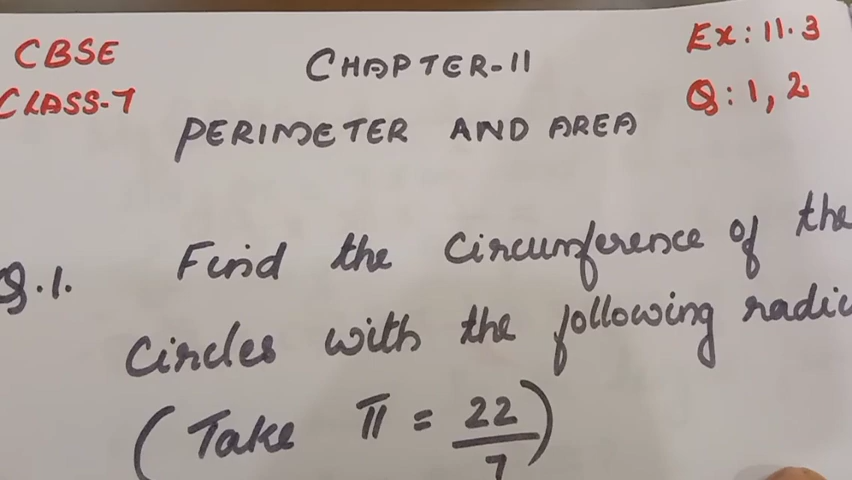 CBSE
CLASS-7
CHAPTER-11
Ex: 11.3
Q: 1, 2
PERIMETER AND AREA
Q.1. Find the circumference of the
circles with the following radiu
(Take π = 22/7)